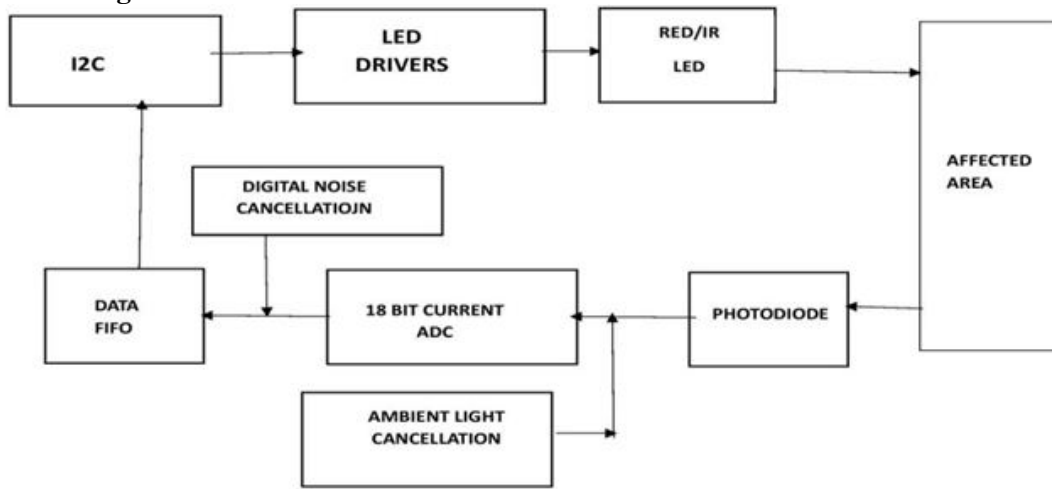 I2C
LED
DRIVERS
RED/IR
LED
AFFECTED
AREA
DIGITAL NOISE
CANCELLATIOJN
DATA
FIFO
18 BIT CURRENT
ADC
PHOTODIODE
AMBIENT LIGHT
CANCELLATION